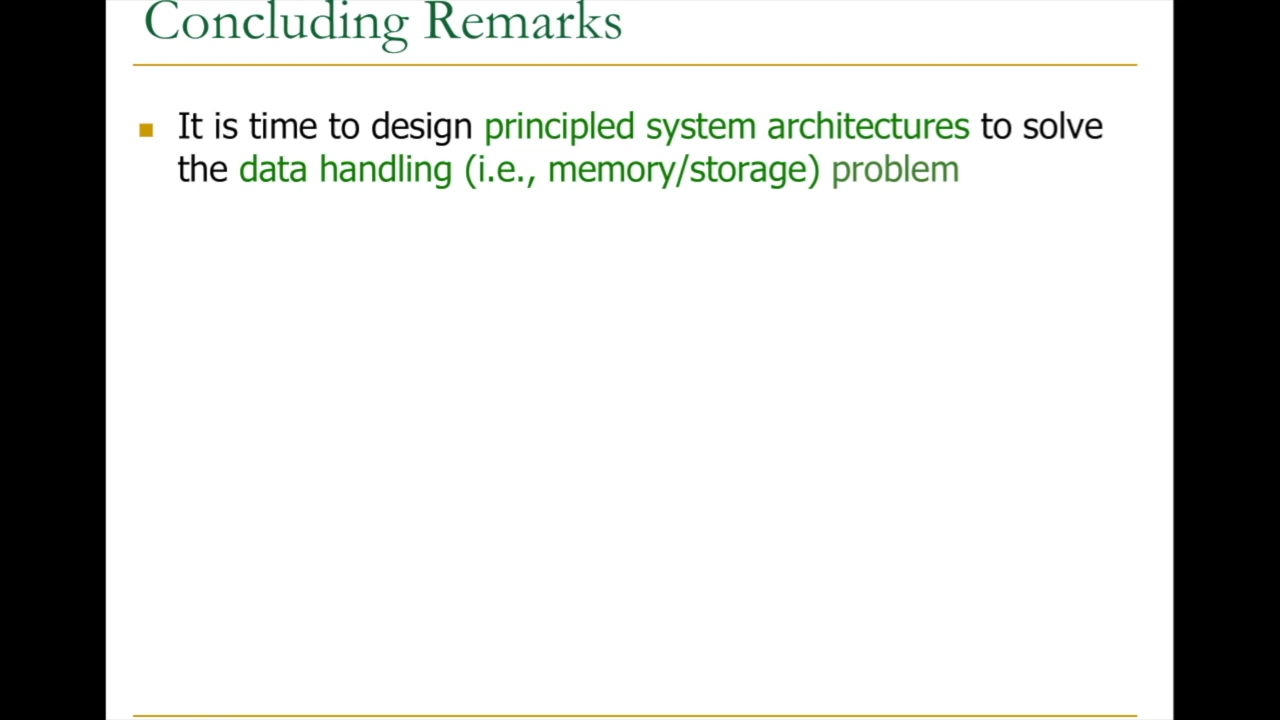 Concluding Remarks
It is time to design principled system architectures to solve
the data handling (i.e., memory/storage) problem